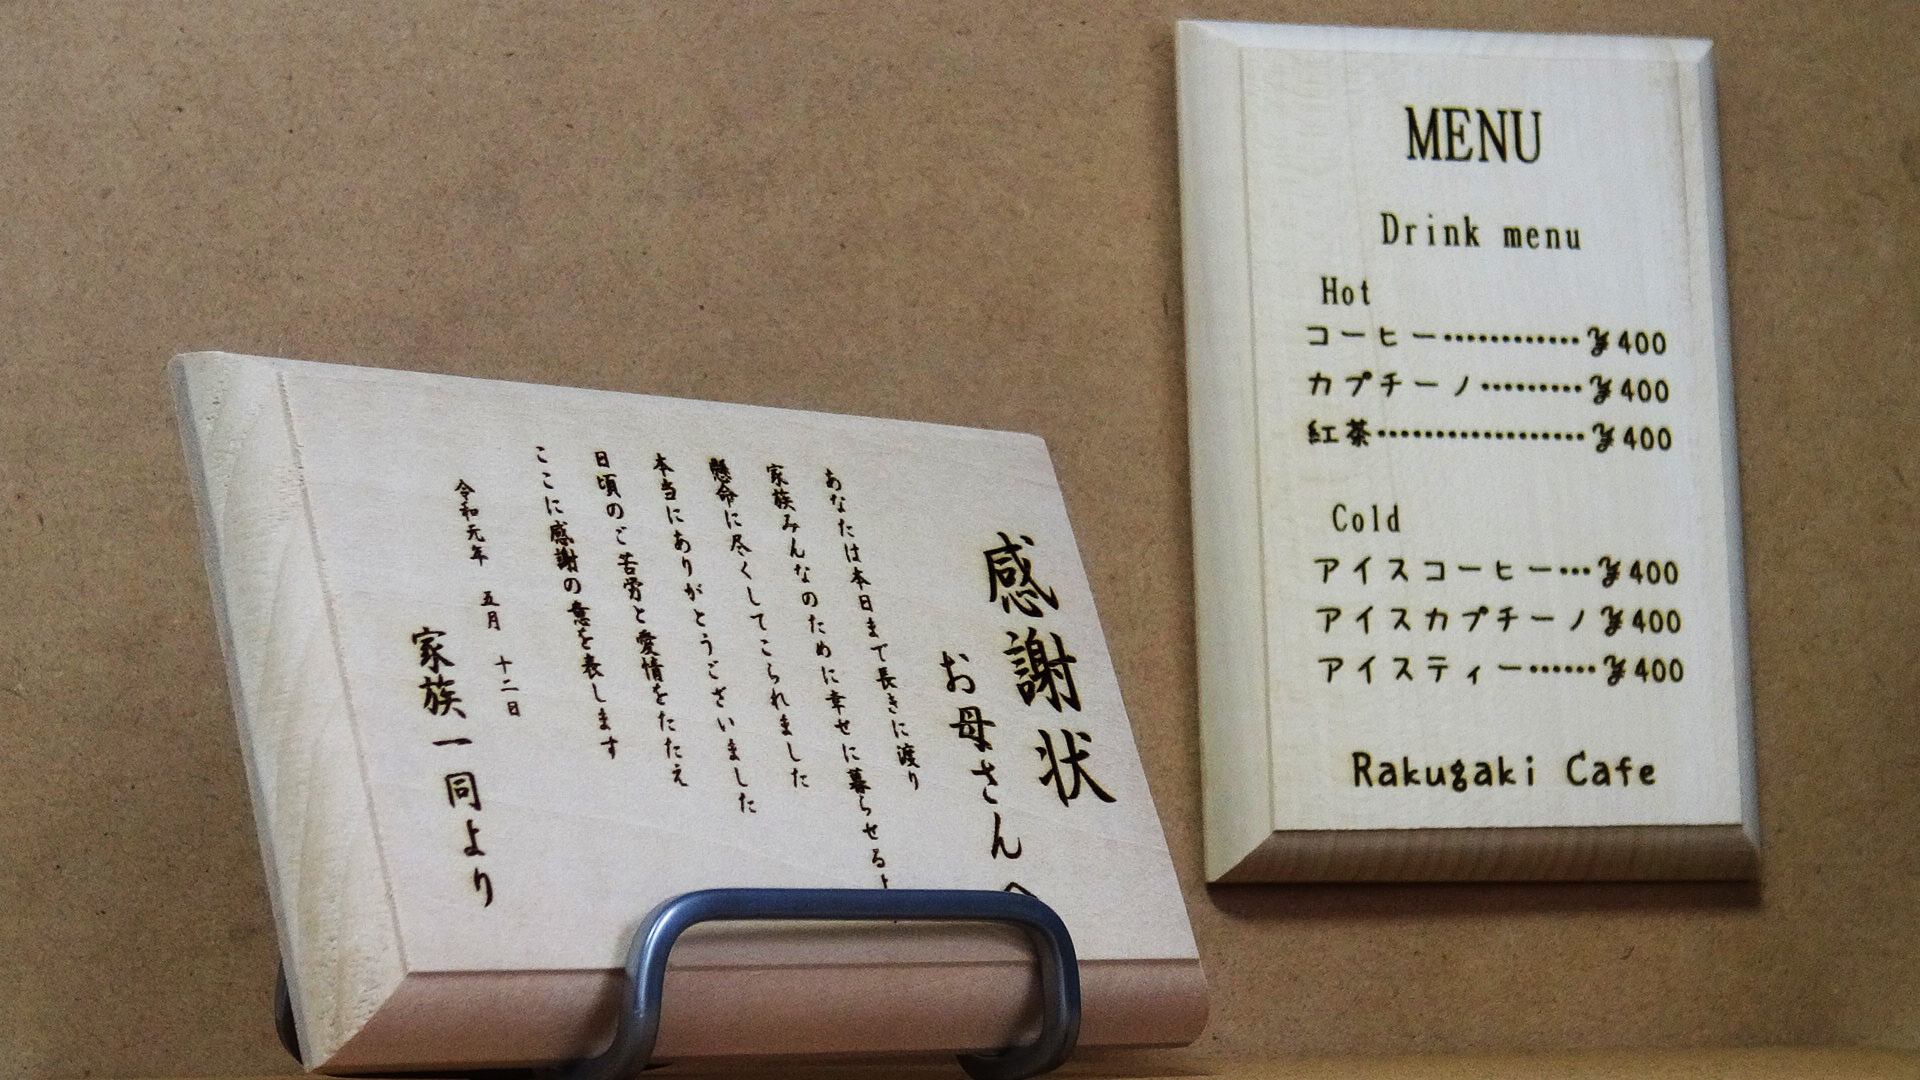 感謝状
お母さん
あなたは本日まで長きに渡り
家族みんなのために幸せに暮らせる
懸命に尽くしてこられました
本当にありがとうございました
日頃のご苦労と愛情をたたえ
ここに感謝の意を表します
令和元年 五月 十二日
家族一同より
MENU
Drink menu
Hot
コーヒー…………¥400
カプチーノ………¥400
紅茶………………¥400
Cold
アイスコーヒー…¥400
アイスカプチーノ¥400
アイスティー……¥400
Rakugaki Cafe